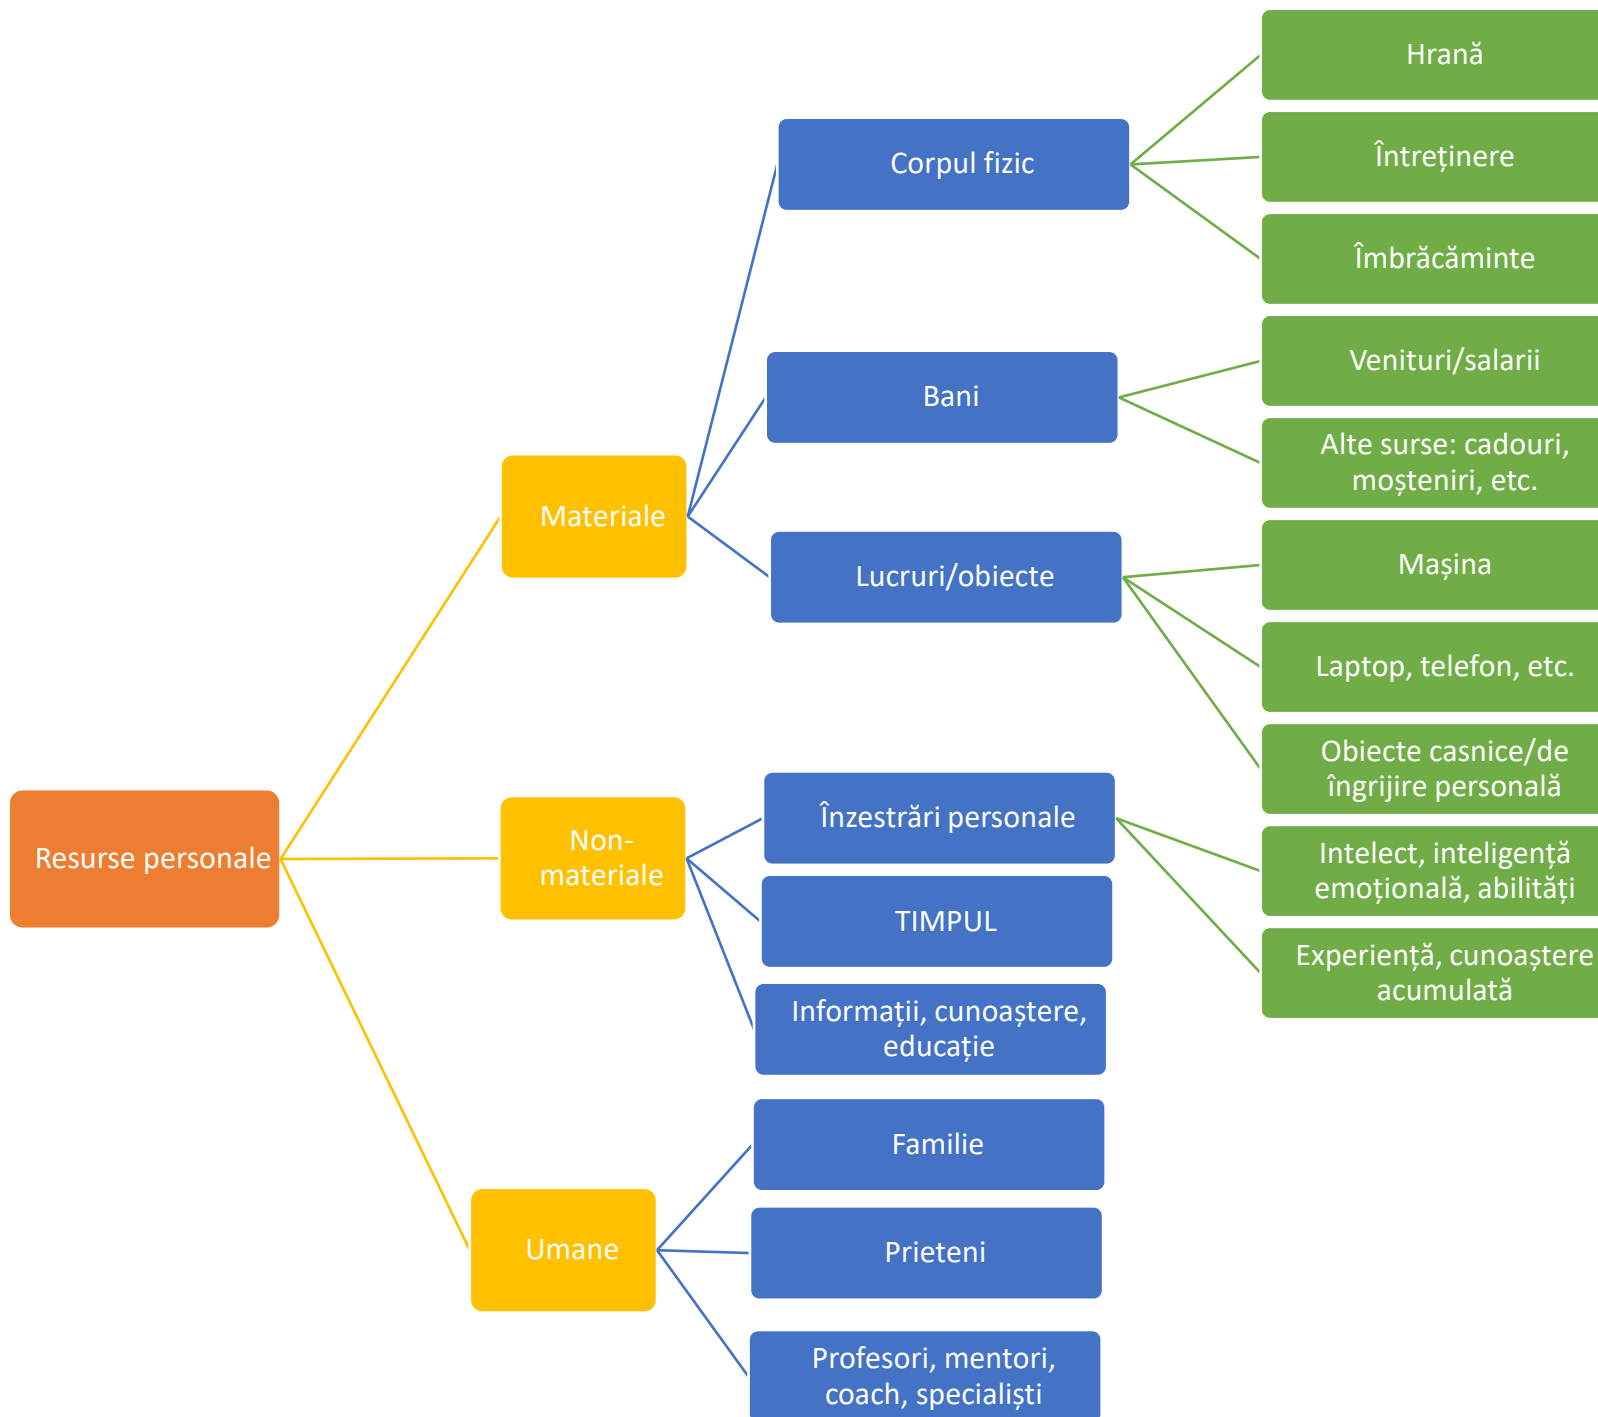 Resurse personale
Materiale
Corpul fizic
Hrană
Întreținere
Îmbrăcăminte
Bani
Venituri/salarii
Alte surse: cadouri,
moșteniri, etc.
Lucruri/obiecte
Mașina
Laptop, telefon, etc.
Obiecte casnice/de
îngrijire personală
Non-
materiale
Înzestrări personale
Intelect, inteligență
emoțională, abilități
Experiență, cunoaștere
acumulată
TIMPUL
Informații, cunoaștere,
educație
Umane
Familie
Prieteni
Profesori, mentori,
coach, specialiști